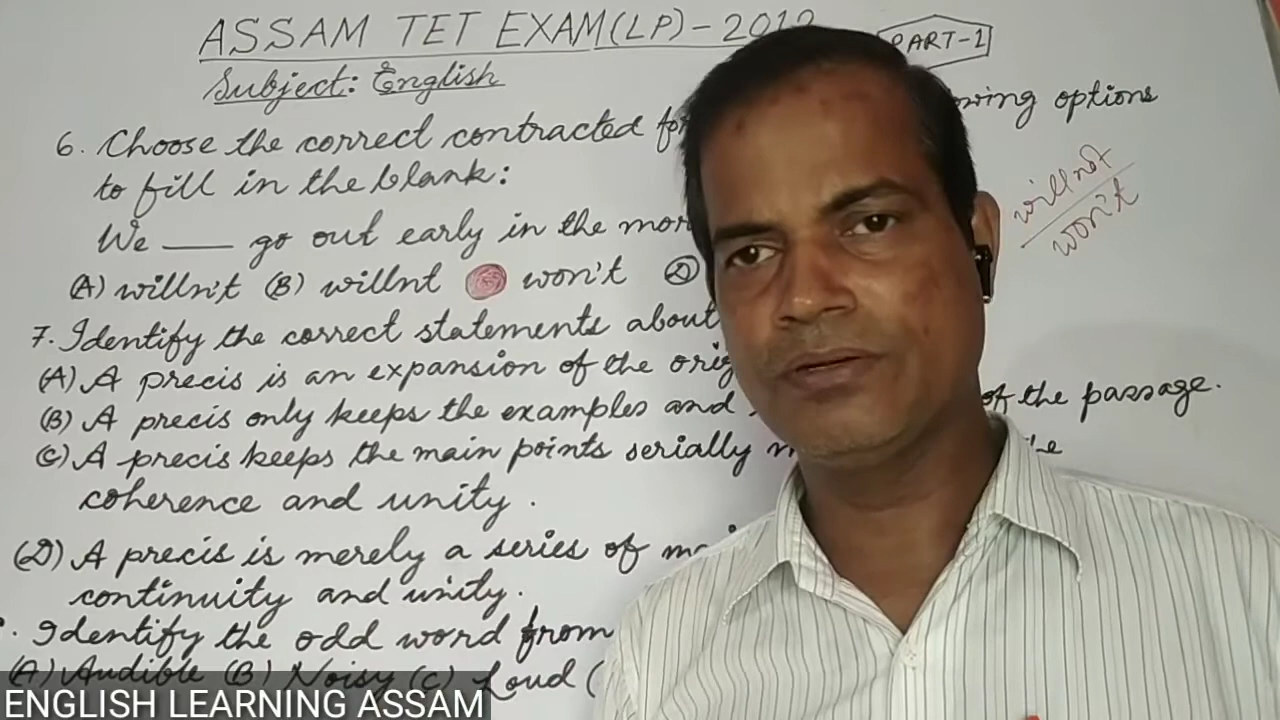 ASSAM TET EXAM(LP)-2019
PART-1
Subject: English
6. Choose the correct contracted options
to fill in the blank:
We ___ go out early in the
(A) willn't (B) willnt won't (D)
will not
won't
7. Identify the correct statements about
(A) A precis is an expansion of the
(B) A precis only keeps the examples and of the passage.
(C) A precis keeps the main points serially
coherence and unity.
(D) A precis is merely a series of
continuity and unity.
Identify the odd word from
(A) Audible (B) Noisy (C) Loud (
ENGLISH LEARNING ASSAM